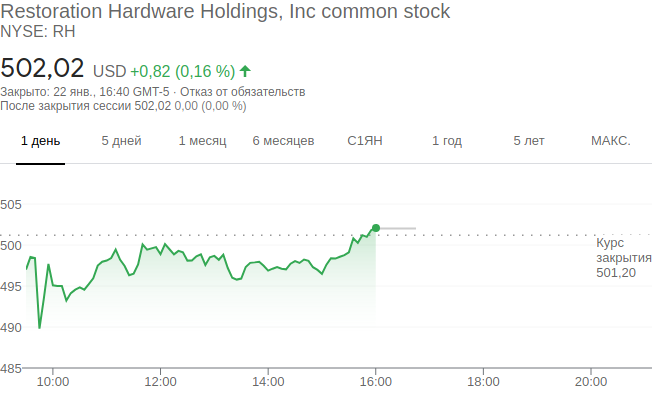 Restoration Hardware Holdings, Inc common stock
NYSE: RH
502,02 USD +0,82 (0,16 %)
Закрыто: 22 янв., 16:40 GMT-5 · Отказ от обязательств
После закрытия сессии 502,02 0,00 (0,00 %)
1 день 5 дней 1 месяц 6 месяцев С1ЯН 1 год 5 лет МАКС.
505
500
495
490
485
Курс
закрытия
501,20
10:00 12:00 14:00 16:00 18:00 20:00